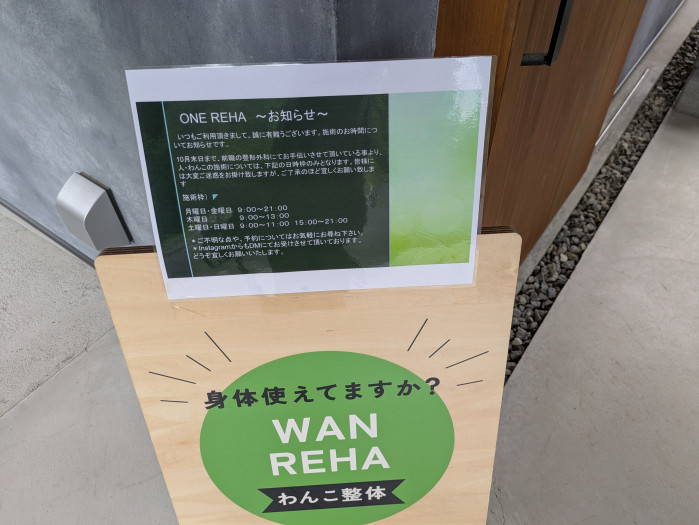 ONE REHA ～お知らせ～
いつもご利用頂きまして、誠に有難うございます。施術のお時間につ
いてお知らせです。
10月末日まで、前職の整形外科にてお手伝いさせて頂いている事より、
人・わんこの施術については、下記の日時枠のみとなります。皆様に
は大変ご迷惑をお掛け致しますが、ご了承のほど宜しくお願い致しま
す
施術枠）
月曜日・金曜日 9:00～21:00
木曜日 9:00～13:00
土曜日・日曜日 9:00～11:00 15:00～21:00
＊ご不明な点や、予約についてはお気軽にお尋ね下さい。
＊InstagramからもDMにてお受けさせて頂いております。
どうぞ宜しくお願いいたします。
身体使えてますか?
WAN
REHA
わんこ整体